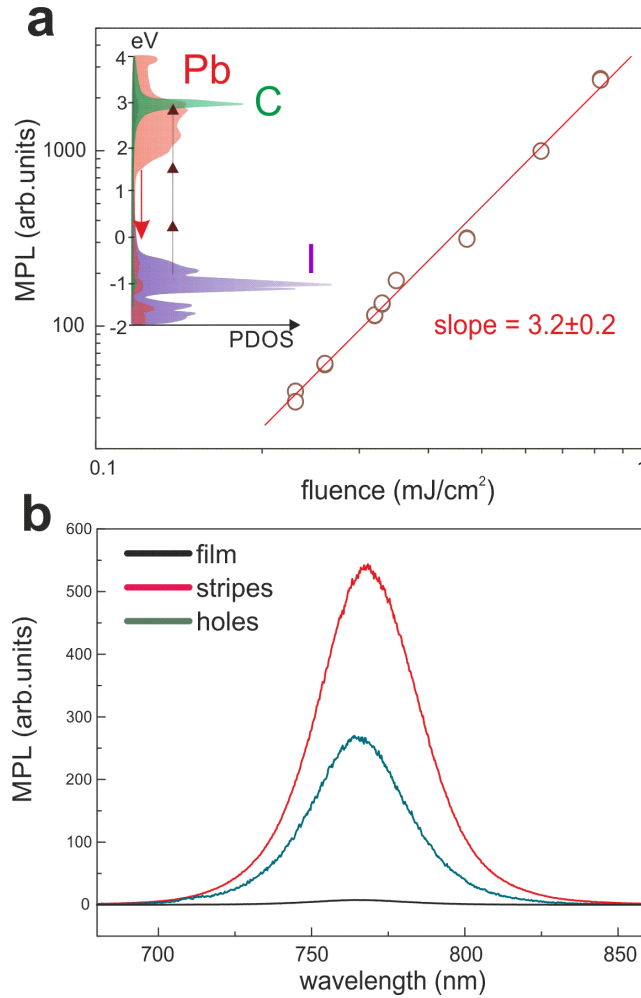 a
eV
4
3
2
1
0
-1
-2
Pb
C
I
PDOS
MPL (arb.units)
1000
100
slope = 3.2±0.2
0.1
1
fluence (mJ/cm²)
b
600
500
400
300
200
100
0
film
stripes
holes
MPL (arb.units)
700
750
800
850
wavelength (nm)